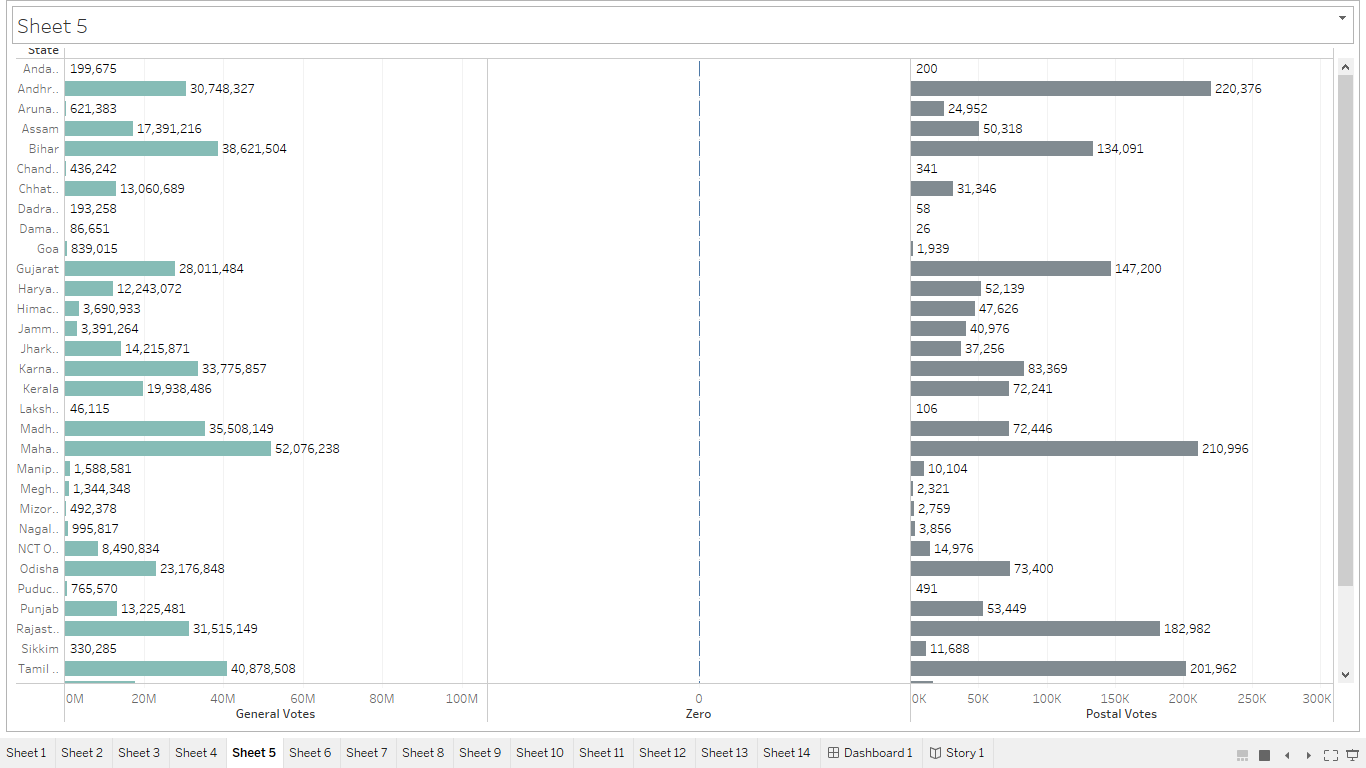 Sheet 5
State
Anda.. 199,675 200
Andhr.. 30,748,327 220,376
Aruna.. 621,383 24,952
Assam 17,391,216 50,318
Bihar 38,621,504 134,091
Chand.. 436,242 341
Chhat.. 13,060,689 31,346
Dadra.. 193,258 58
Dama.. 86,651 26
Goa 839,015 1,939
Gujarat 28,011,484 147,200
Harya.. 12,243,072 52,139
Himac.. 3,690,933 47,626
Jamm.. 3,391,264 40,976
Jhark.. 14,215,871 37,256
Karna.. 33,775,857 83,369
Kerala 19,938,486 72,241
Laksh.. 46,115 106
Madh.. 35,508,149 72,446
Maha.. 52,076,238 210,996
Manip.. 1,588,581 10,104
Megh.. 1,344,348 2,321
Mizor.. 492,378 2,759
Nagal.. 995,817 3,856
NCT O.. 8,490,834 14,976
Odisha 23,176,848 73,400
Puduc.. 765,570 491
Punjab 13,225,481 53,449
Rajast.. 31,515,149 182,982
Sikkim 330,285 11,688
Tamil .. 40,878,508 201,962
0M 20M 40M 60M 80M 100M 0 0K 50K 100K 150K 200K 250K 300K
General Votes Zero Postal Votes
Sheet 1 Sheet 2 Sheet 3 Sheet 4 Sheet 5 Sheet 6 Sheet 7 Sheet 8 Sheet 9 Sheet 10 Sheet 11 Sheet 12 Sheet 13 Sheet 14 Dashboard 1 Story 1